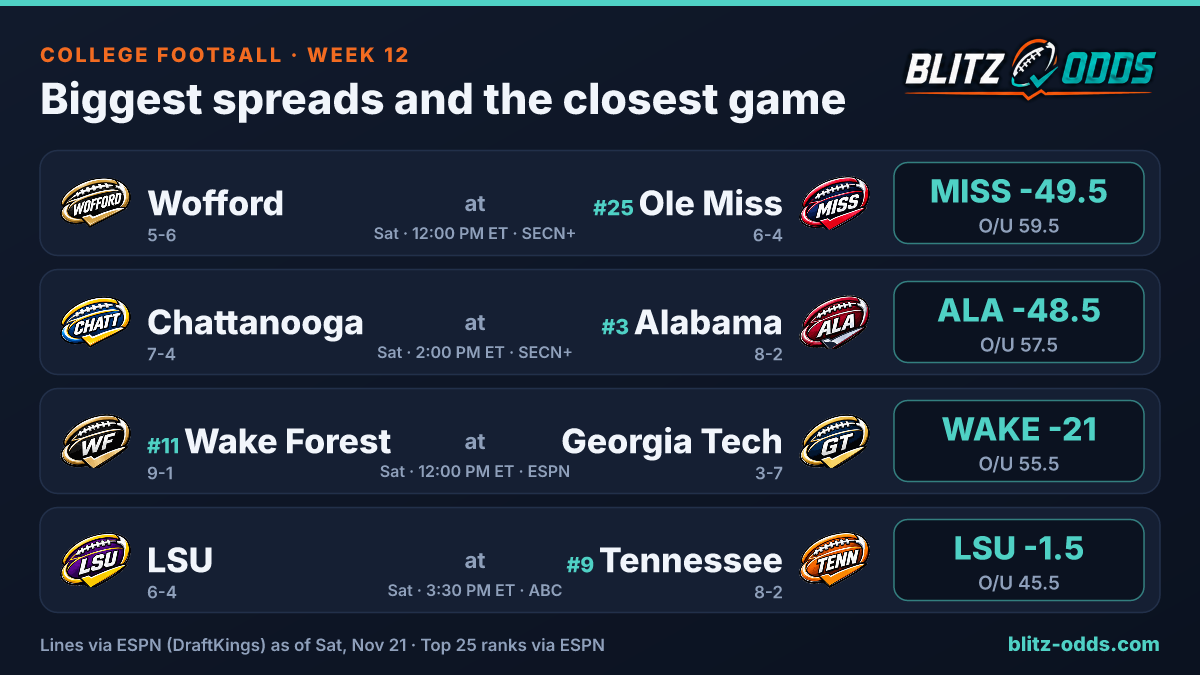 COLLEGE FOOTBALL · WEEK 12
Biggest spreads and the closest game
BLITZ ODDS
WOFFORD
Wofford
5-6
at
Sat · 12:00 PM ET · SECN+
#25 Ole Miss
6-4
MISS
MISS -49.5
O/U 59.5
CHATT
Chattanooga
7-4
at
Sat · 2:00 PM ET · SECN+
#3 Alabama
8-2
ALA
ALA -48.5
O/U 57.5
WF
#11 Wake Forest
9-1
at
Sat · 12:00 PM ET · ESPN
Georgia Tech
3-7
GT
WAKE -21
O/U 55.5
LSU
LSU
6-4
at
Sat · 3:30 PM ET · ABC
#9 Tennessee
8-2
TENN
LSU -1.5
O/U 45.5
Lines via ESPN (DraftKings) as of Sat, Nov 21 · Top 25 ranks via ESPN
blitz-odds.com